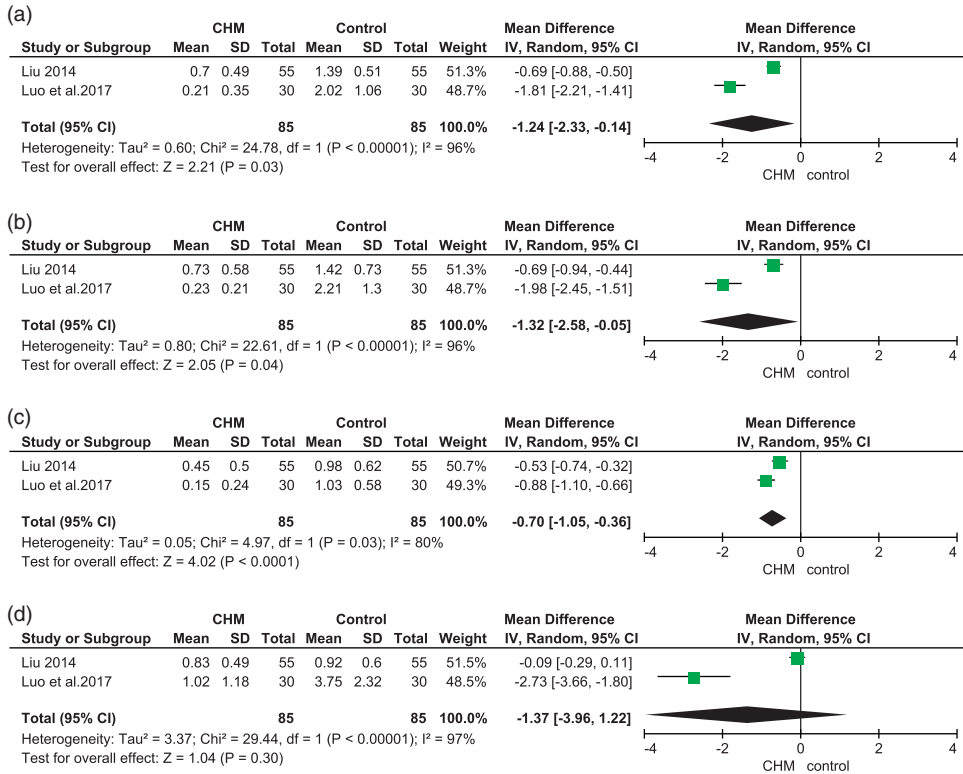 (a)
CHM Control Mean Difference Mean Difference
Study or Subgroup Mean SD Total Mean SD Total Weight IV, Random, 95% CI IV, Random, 95% CI
Liu 2014 0.7 0.49 55 1.39 0.51 55 51.3% -0.69 [-0.88, -0.50]
Luo et al.2017 0.21 0.35 30 2.02 1.06 30 48.7% -1.81 [-2.21, -1.41]
Total (95% CI) 85 85 100.0% -1.24 [-2.33, -0.14]
Heterogeneity: Tau² = 0.60; Chi² = 24.78, df = 1 (P < 0.00001); I² = 96%
Test for overall effect: Z = 2.21 (P = 0.03)
-4 -2 0 2 4
CHM control
(b)
CHM Control Mean Difference Mean Difference
Study or Subgroup Mean SD Total Mean SD Total Weight IV, Random, 95% CI IV, Random, 95% CI
Liu 2014 0.73 0.58 55 1.42 0.73 55 51.3% -0.69 [-0.94, -0.44]
Luo et al.2017 0.23 0.21 30 2.21 1.3 30 48.7% -1.98 [-2.45, -1.51]
Total (95% CI) 85 85 100.0% -1.32 [-2.58, -0.05]
Heterogeneity: Tau² = 0.80; Chi² = 22.61, df = 1 (P < 0.00001); I² = 96%
Test for overall effect: Z = 2.05 (P = 0.04)
-4 -2 0 2 4
CHM control
(c)
CHM Control Mean Difference Mean Difference
Study or Subgroup Mean SD Total Mean SD Total Weight IV, Random, 95% CI IV, Random, 95% CI
Liu 2014 0.45 0.5 55 0.98 0.62 55 50.7% -0.53 [-0.74, -0.32]
Luo et al.2017 0.15 0.24 30 1.03 0.58 30 49.3% -0.88 [-1.10, -0.66]
Total (95% CI) 85 85 100.0% -0.70 [-1.05, -0.36]
Heterogeneity: Tau² = 0.05; Chi² = 4.97, df = 1 (P = 0.03); I² = 80%
Test for overall effect: Z = 4.02 (P < 0.0001)
-4 -2 0 2 4
CHM control
(d)
CHM Control Mean Difference Mean Difference
Study or Subgroup Mean SD Total Mean SD Total Weight IV, Random, 95% CI IV, Random, 95% CI
Liu 2014 0.83 0.49 55 0.92 0.6 55 51.5% -0.09 [-0.29, 0.11]
Luo et al.2017 1.02 1.18 30 3.75 2.32 30 48.5% -2.73 [-3.66, -1.80]
Total (95% CI) 85 85 100.0% -1.37 [-3.96, 1.22]
Heterogeneity: Tau² = 3.37; Chi² = 29.44, df = 1 (P < 0.00001); I² = 97%
Test for overall effect: Z = 1.04 (P = 0.30)
-4 -2 0 2 4
CHM control